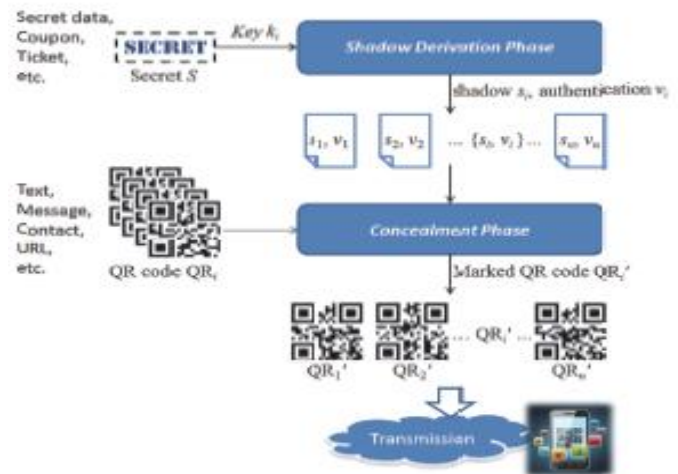 Secret data,
Coupon,
Ticket,
etc.
SECRET
Secret S
Key kᵢ
Shadow Derivation Phase
shadow sᵢ, authentication vᵢ
s₁, v₁
s₂, v₂
... {sᵢ, vᵢ} ...
sₙ, vₙ
Text,
Message,
Contact,
URL,
etc.
QR code QRᵢ
Concealment Phase
Marked QR code QRᵢ'
... QRᵢ' ...
QR₁'
QR₂'
QRₙ'
Transmission